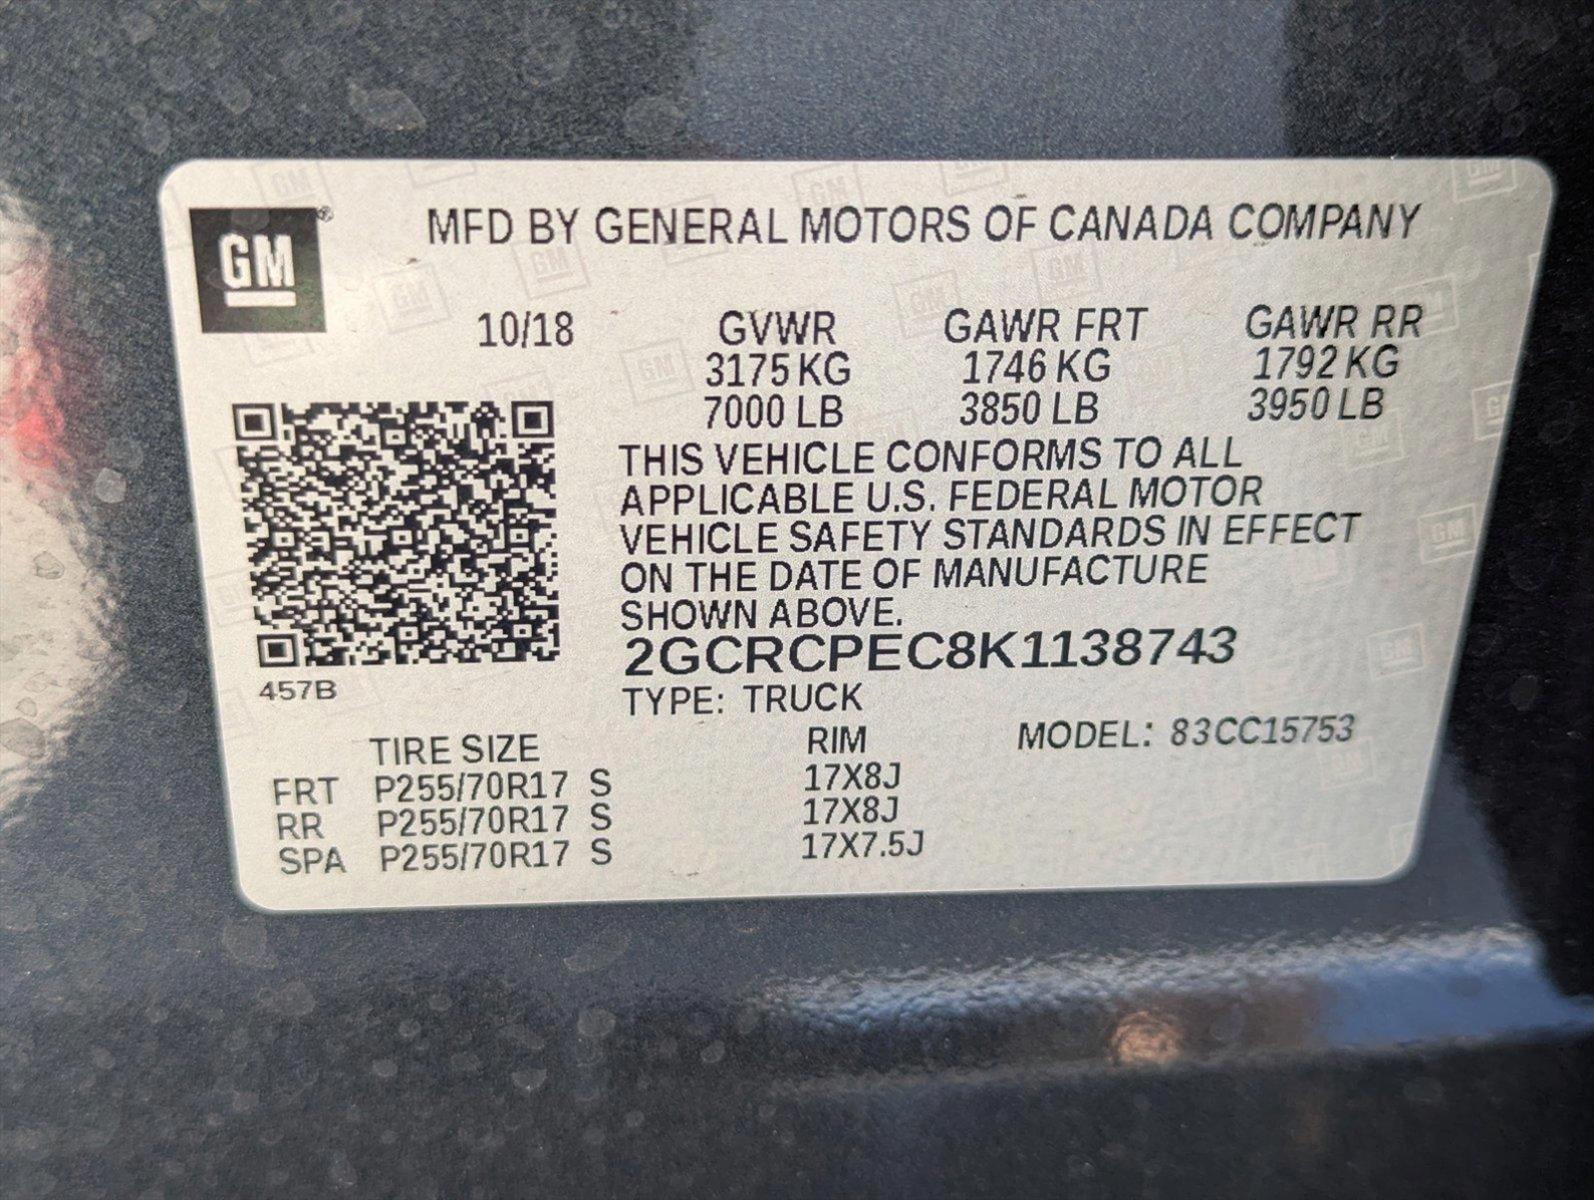 GM®
MFD BY GENERAL MOTORS OF CANADA COMPANY
10/18 GVWR GAWR FRT GAWR RR
3175 KG 1746 KG 1792 KG
7000 LB 3850 LB 3950 LB
THIS VEHICLE CONFORMS TO ALL
APPLICABLE U.S. FEDERAL MOTOR
VEHICLE SAFETY STANDARDS IN EFFECT
ON THE DATE OF MANUFACTURE
SHOWN ABOVE.
2GCRCPEC8K1138743
457B
TYPE: TRUCK
TIRE SIZE RIM MODEL: 83CC15753
FRT P255/70R17 S 17X8J
RR P255/70R17 S 17X8J
SPA P255/70R17 S 17X7.5J